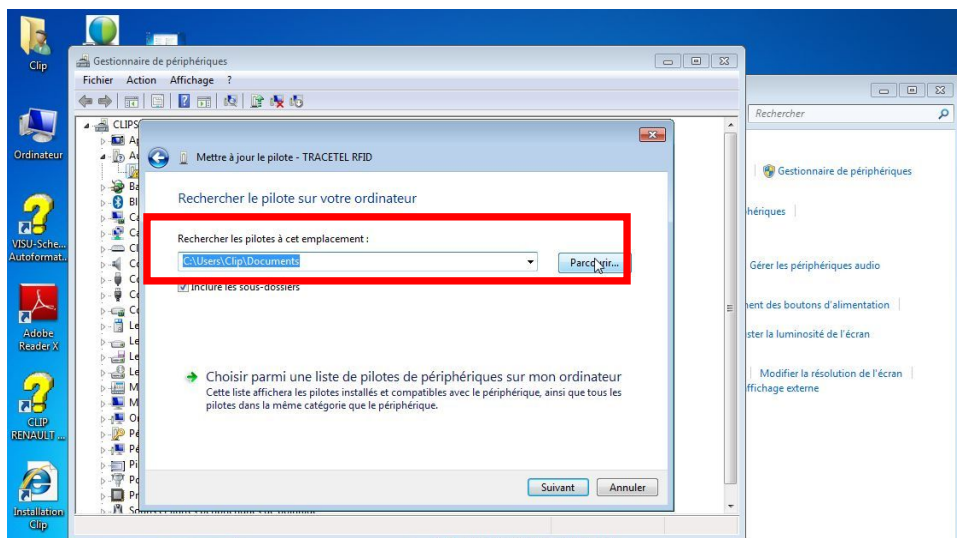 Clip
Ordinateur
VISU-Sche...
Autoformat...
Adobe
Reader X
CLIP
RENAULT ...
Installation
Clip
Gestionnaire de périphériques
Fichier Action Affichage ?
CLIPS
Mettre à jour le pilote - TRACETEL RFID
Rechercher le pilote sur votre ordinateur
Rechercher les pilotes à cet emplacement :
C:\Users\Clip\Documents
Parcourir...
Inclure les sous-dossiers
Choisir parmi une liste de pilotes de périphériques sur mon ordinateur
Cette liste affichera les pilotes installés et compatibles avec le périphérique, ainsi que tous les
pilotes dans la même catégorie que le périphérique.
Suivant Annuler
Rechercher
Gestionnaire de périphériques
hériques
Gérer les périphériques audio
ent des boutons d'alimentation
ster la luminosité de l'écran
Modifier la résolution de l'écran
ffichage externe